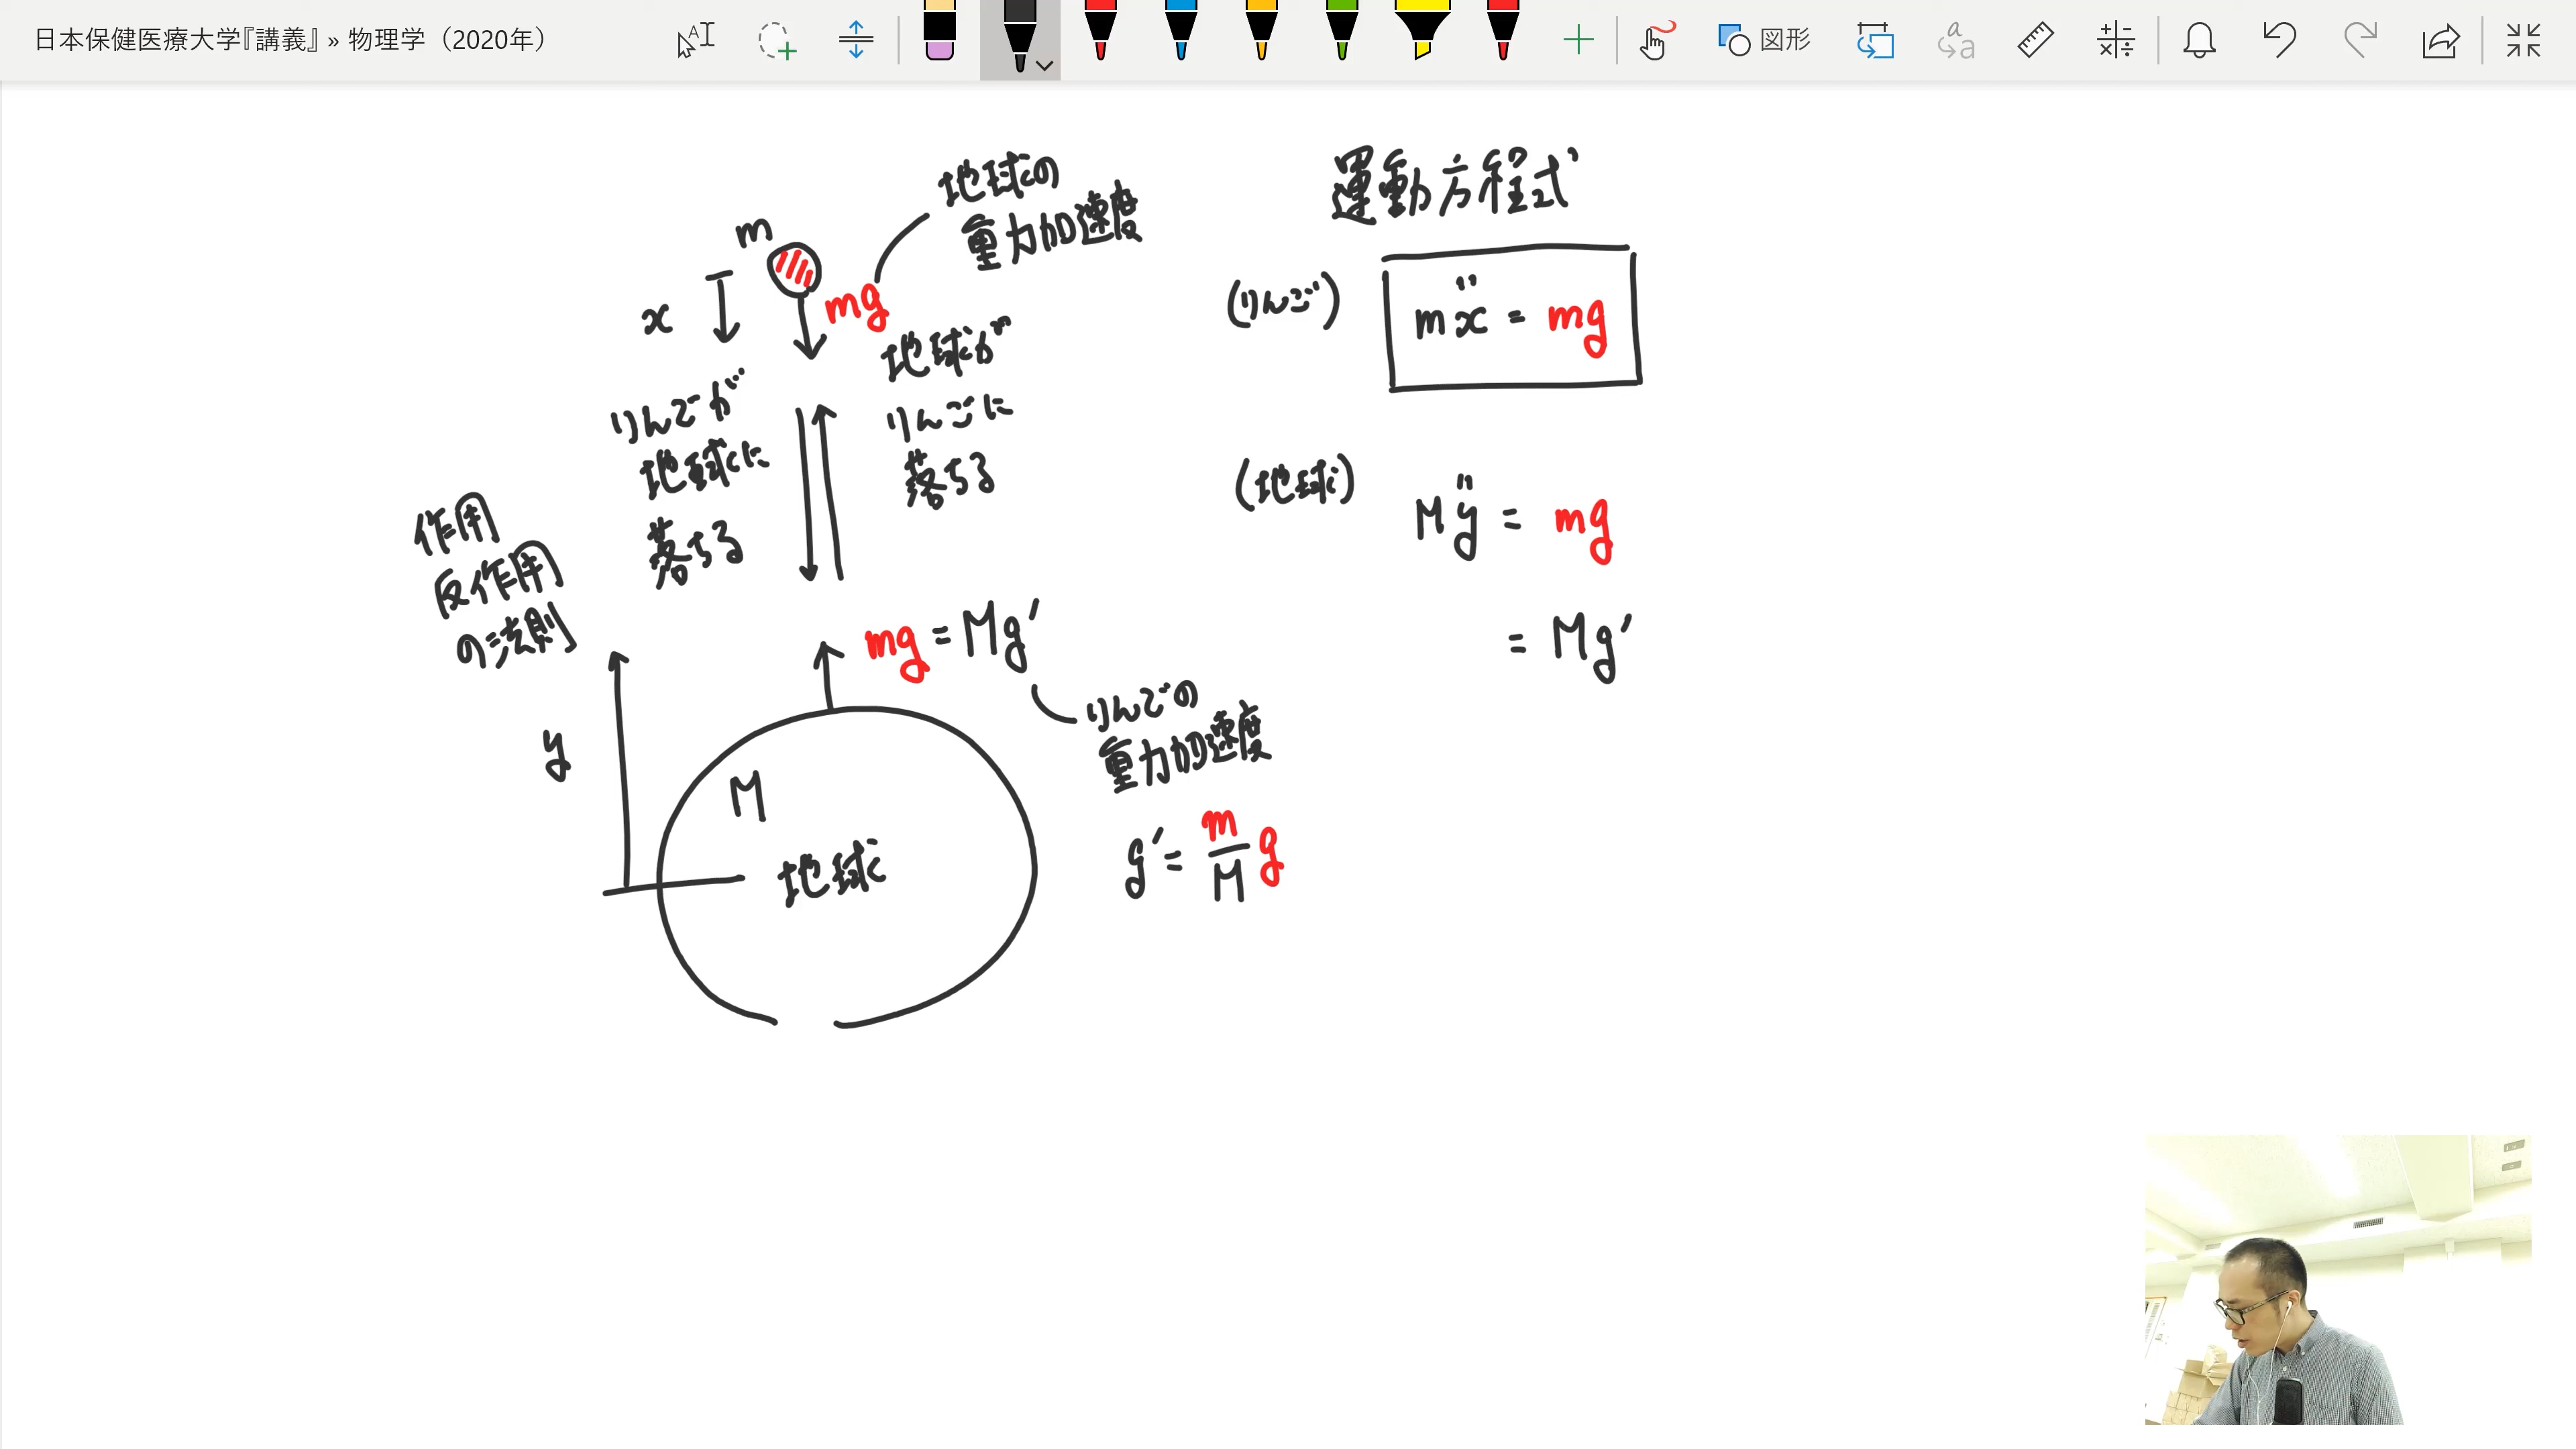 日本保健医療大学『講義』 » 物理学（2020年）
図形
地球の
重力加速度
m
x
mg
りんごが
地球に
落ちる
地球が
りんごに
落ちる
作用
反作用
の法則
mg = Mg′
りんごの
重力加速度
g′ = m/M g
y
M
地球
運動方程式
(りんご) mẍ = mg
(地球) Mÿ = mg
= Mg′